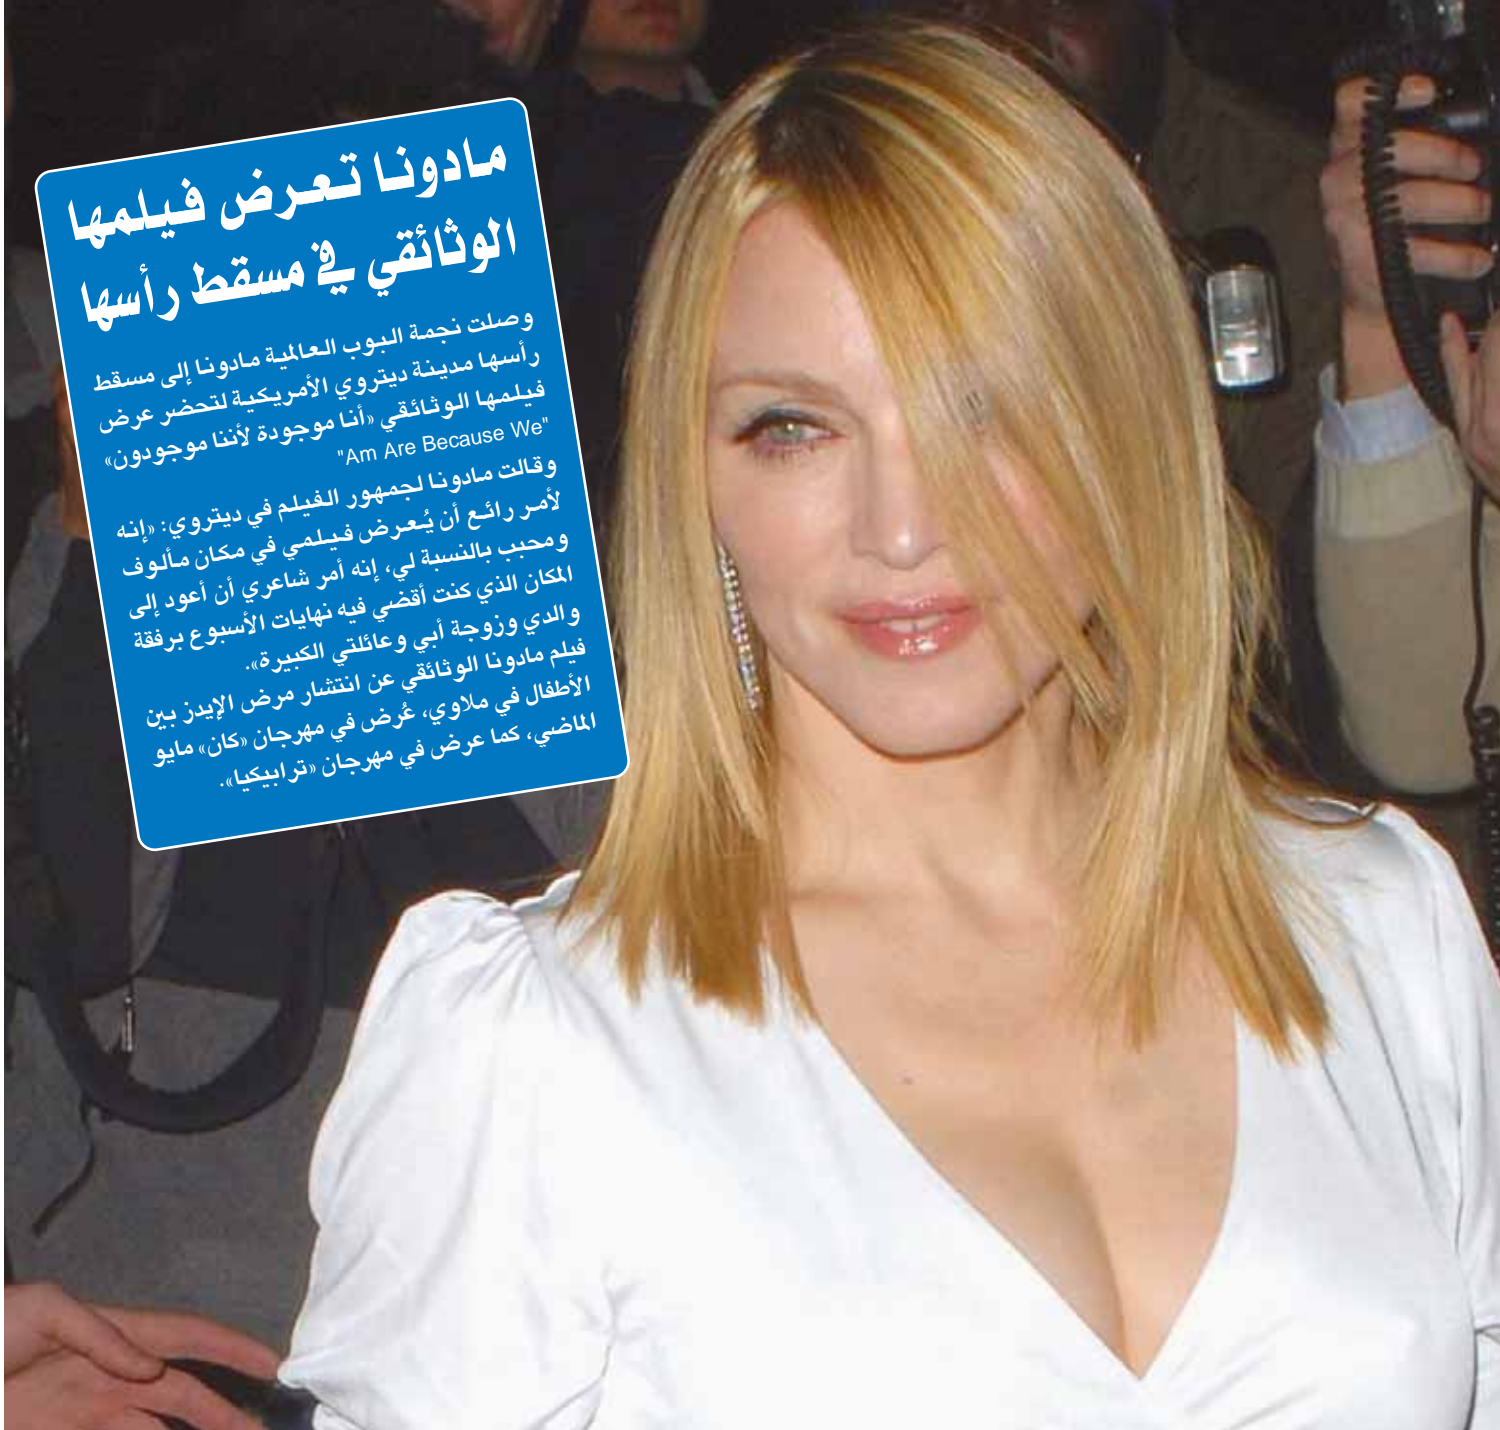 مادونا تعرض فيلمها
الوثائقي في مسقط رأسها
وصلت نجمة البوب العالمية مادونا إلى مسقط
رأسها مدينة ديتروي الأمريكية لتحضر عرض
فيلمها الوثائقي «أنا موجودة لأننا موجودون»
"Am Are Because We"
وقالت مادونا لجمهور الفيلم في ديتروي: «إنه
لأمر رائع أن يُعرض فيلمي في مكان مألوف
ومحبب بالنسبة لي، إنه أمر شاعري أن أعود إلى
المكان الذي كنت أقضي فيه نهايات الأسبوع برفقة
والدي وزوجة أبي وعائلتي الكبيرة».
فيلم مادونا الوثائقي عن انتشار مرض الإيدز بين
الأطفال في ملاوي، عُرض في مهرجان «كان» مايو
الماضي، كما عرض في مهرجان «ترابيكيا».